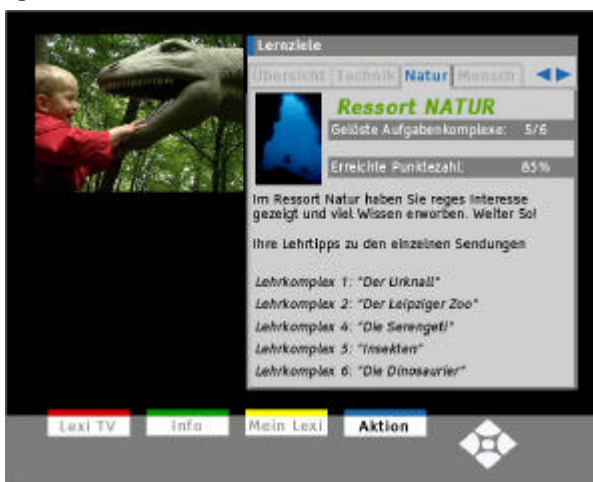 Lernziele
Übersicht Technik Natur Mensch
Ressort NATUR
Gelöste Aufgabenkomplexe: 5/6
Erreichte Punktezahl: 85%
Im Ressort Natur haben Sie reges Interesse
gezeigt und viel Wissen erworben. Weiter So!
Ihre Lehrtipps zu den einzelnen Sendungen
Lehrkomplex 1: "Der Urknall"
Lehrkomplex 2: "Der Leipziger Zoo"
Lehrkomplex 4: "Die Serengeti"
Lehrkomplex 5: "Insekten"
Lehrkomplex 6: "Die Dinosaurier"
Lexi TV Info Mein Lexi Aktion